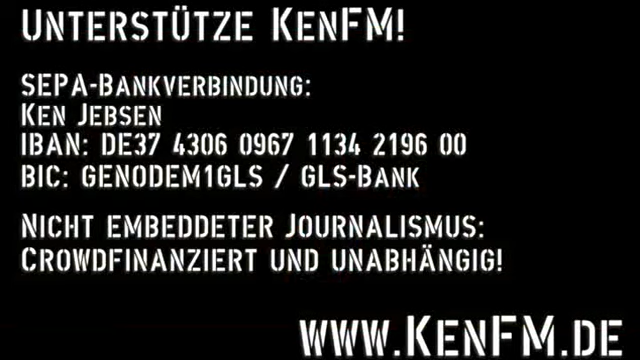 UNTERSTÜTZE KENFM!
SEPA-BANKVERBINDUNG:
KEN JEBSEN
IBAN: DE37 4306 0967 1134 2196 00
BIC: GENODEM1GLS / GLS-BANK
NICHT EMBEDDETER JOURNALISMUS:
CROWDFINANZIERT UND UNABHÄNGIG!
WWW.KENFM.DE